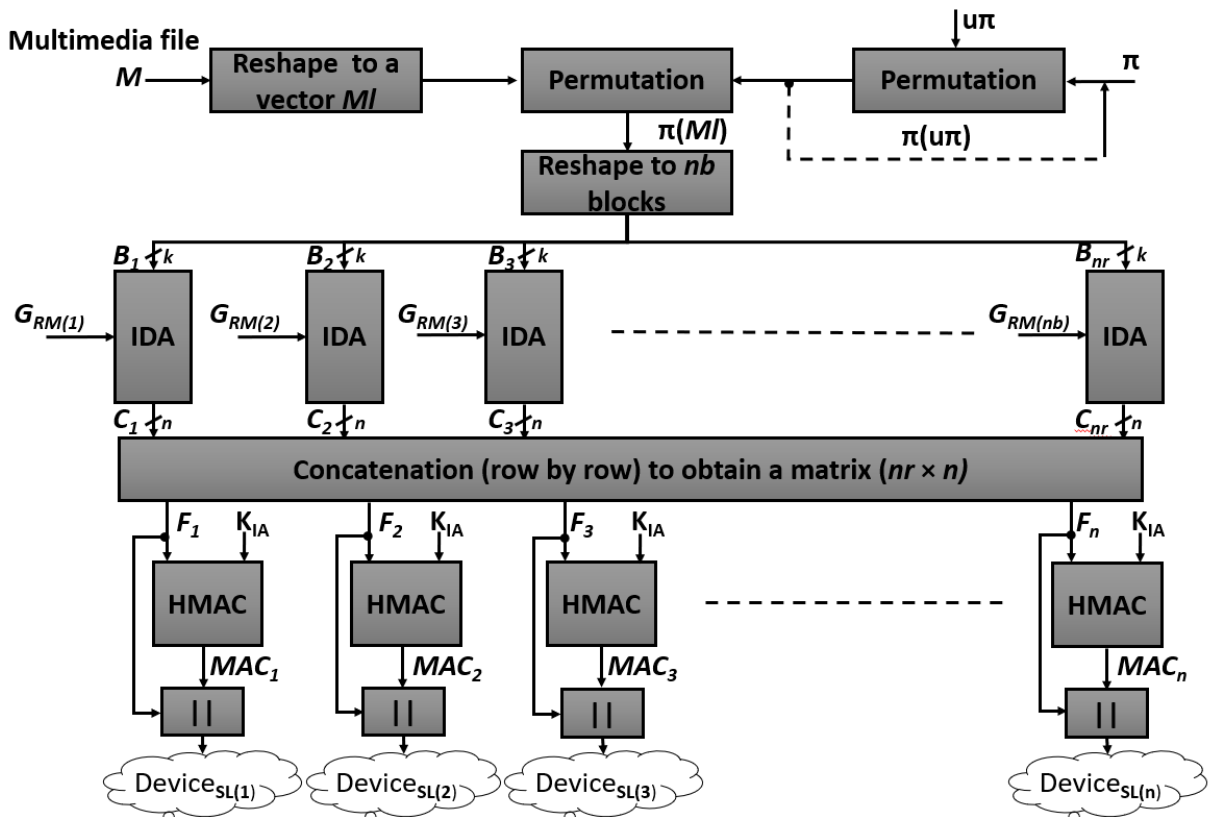 Multimedia file
M
Reshape to a
vector Ml
Permutation
uπ
Permutation
π
π(Ml)
π(uπ)
Reshape to nb
blocks
B1 k
B2 k
B3 k
Bnr k
GRM(1)
IDA
GRM(2)
IDA
GRM(3)
IDA
GRM(nb)
IDA
C1 n
C2 n
C3 n
Cnr n
Concatenation (row by row) to obtain a matrix (nr × n)
F1
KIA
F2
KIA
F3
KIA
Fn
KIA
HMAC
HMAC
HMAC
HMAC
MAC1
MAC2
MAC3
MACn
||
||
||
||
DeviceSL(1)
DeviceSL(2)
DeviceSL(3)
DeviceSL(n)